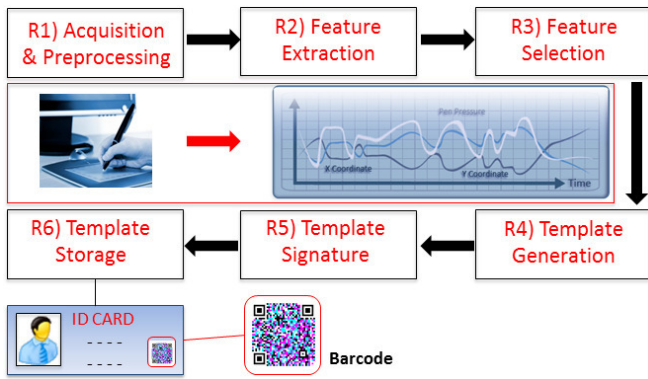 R1) Acquisition
& Preprocessing
R2) Feature
Extraction
R3) Feature
Selection
Pen Pressure
X Coordinate
Y Coordinate
Time
R6) Template
Storage
R5) Template
Signature
R4) Template
Generation
ID CARD
- - - -
- - - -
Barcode